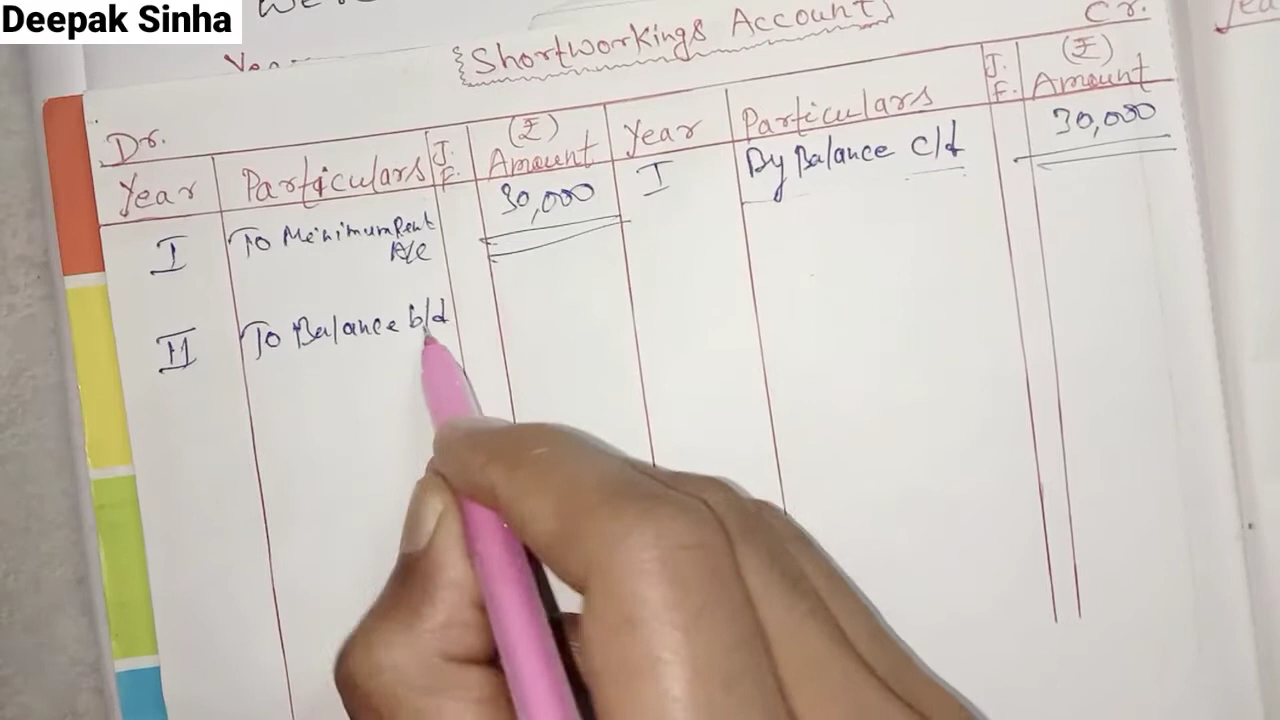 Deepak Sinha
Shortworkings Account
Dr. Cr.
Year Particulars J.F. (₹) Amount Year Particulars J.F. (₹) Amount
I To Minimum Rent A/c 30,000 I By Balance c/d 30,000
II To Balance b/d